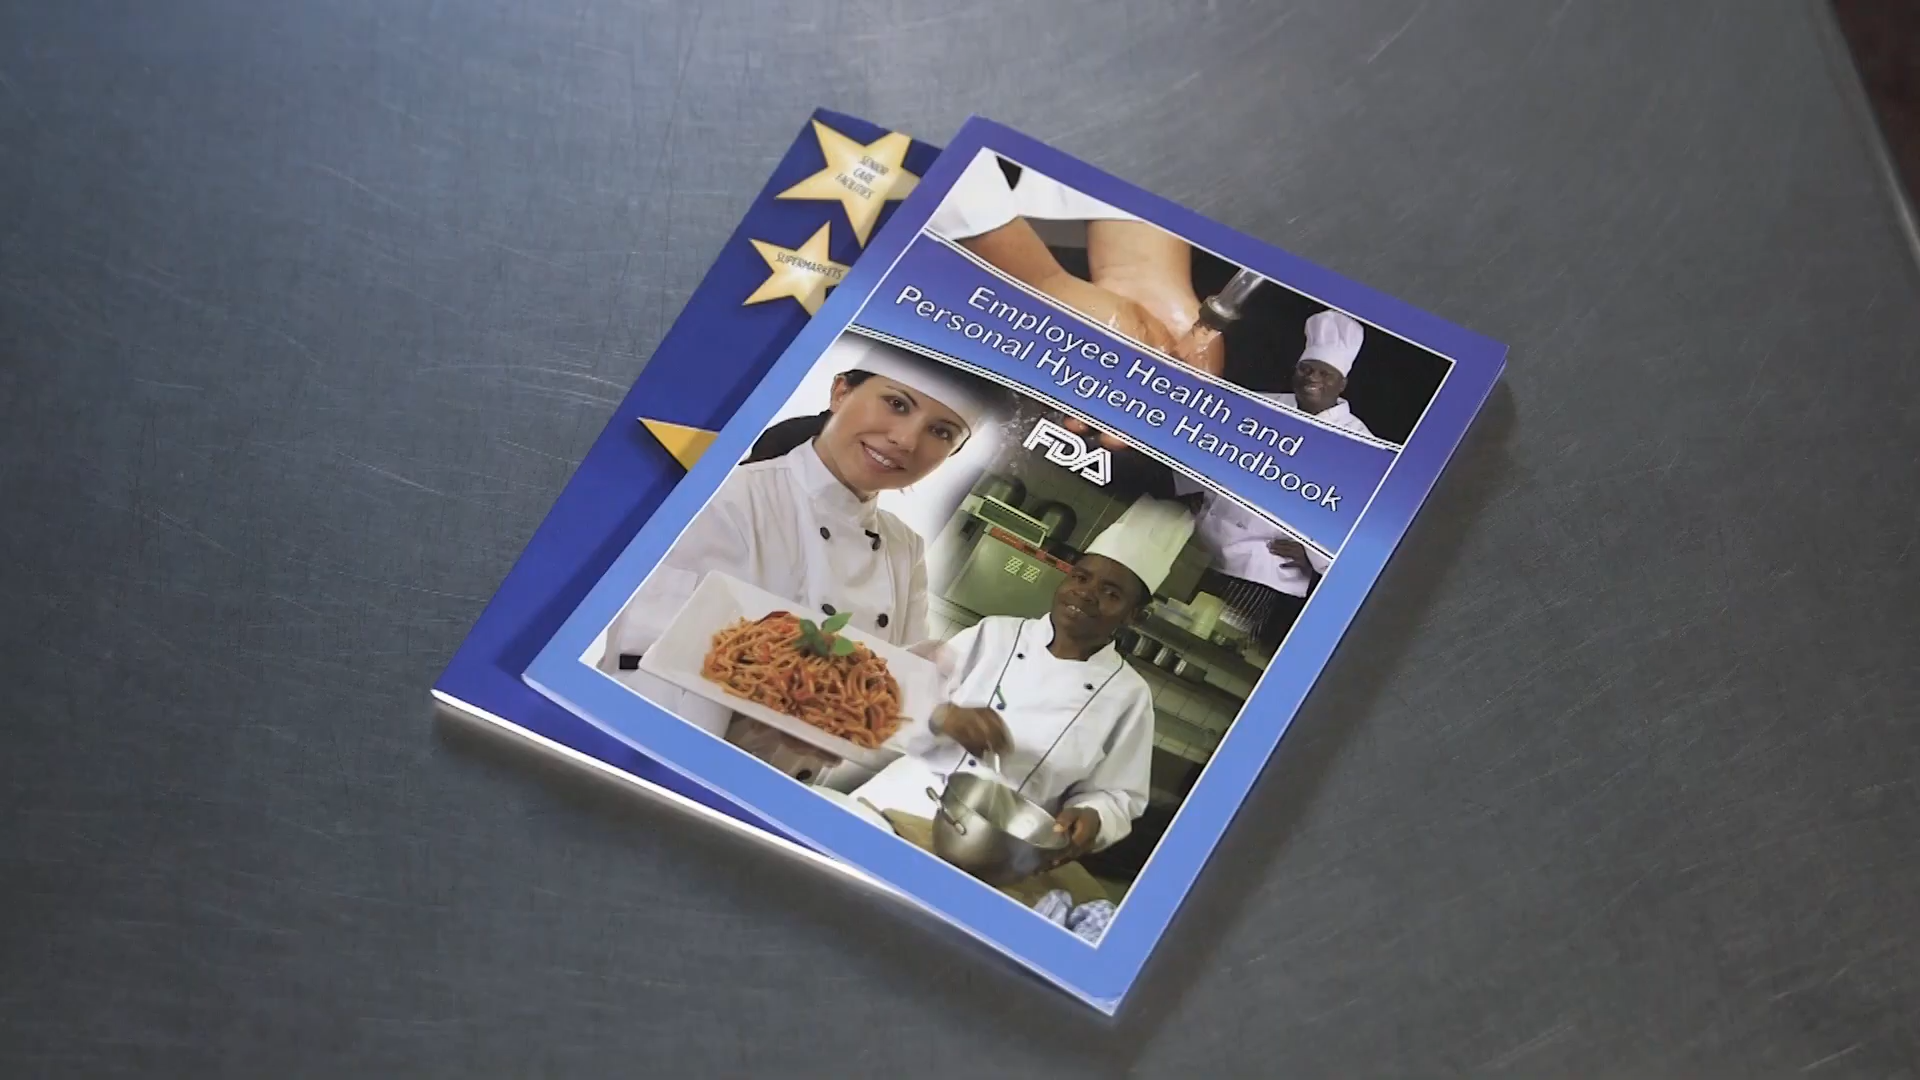 SENIOR
CARE
FACILITIES
SUPERMARKETS
Employee Health and
Personal Hygiene Handbook
FDA